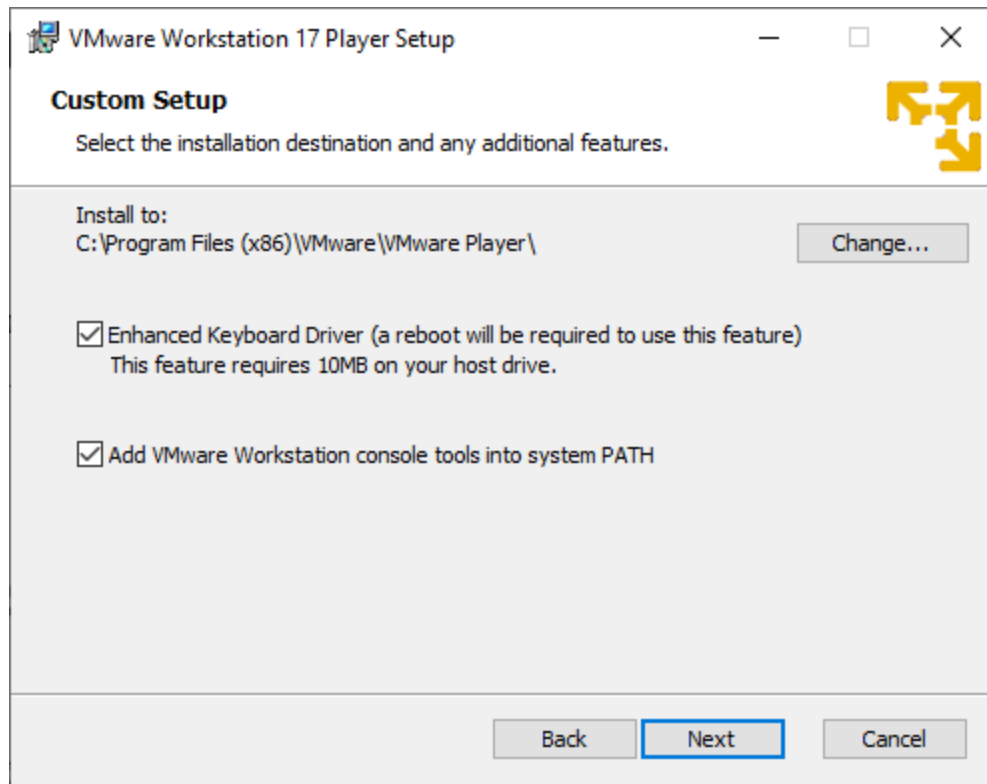 VMware Workstation 17 Player Setup
Custom Setup
Select the installation destination and any additional features.
Install to:
C:\Program Files (x86)\VMware\VMware Player\
Change...
Enhanced Keyboard Driver (a reboot will be required to use this feature)
This feature requires 10MB on your host drive.
Add VMware Workstation console tools into system PATH
Back
Next
Cancel